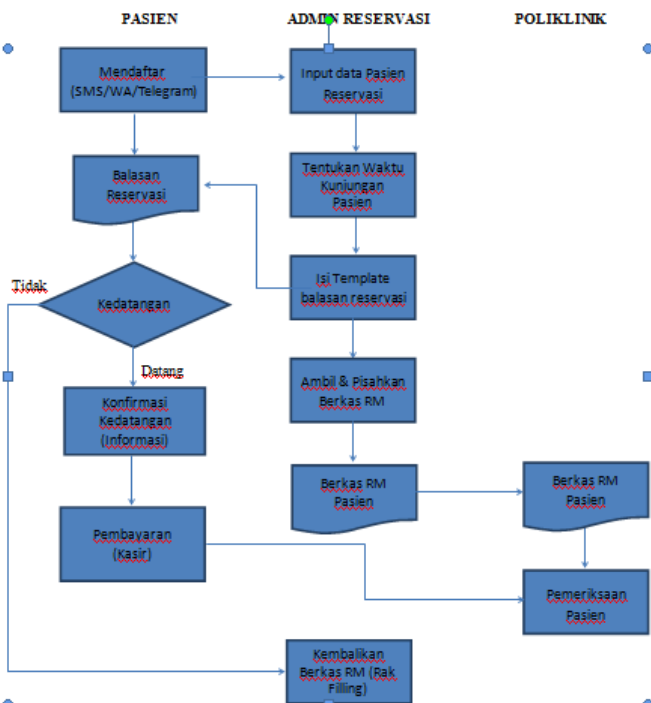 PASIEN
ADMIN RESERVASI
POLIKLINIK
Mendaftar
(SMS/WA/Telegram)
Input data Pasien
Reservasi
Balasan
Reservasi
Tentukan Waktu
Kunjungan
Pasien
Tidak
Kedatangan
Isi Template
balasan reservasi
Datang
Konfirmasi
Kedatangan
(Informasi)
Ambil & Pisahkan
Berkas RM
Berkas RM
Pasien
Berkas RM
Pasien
Pembayaran
(Kasir)
Pemeriksaan
Pasien
Kembalikan
Berkas RM (Rak
Filling)